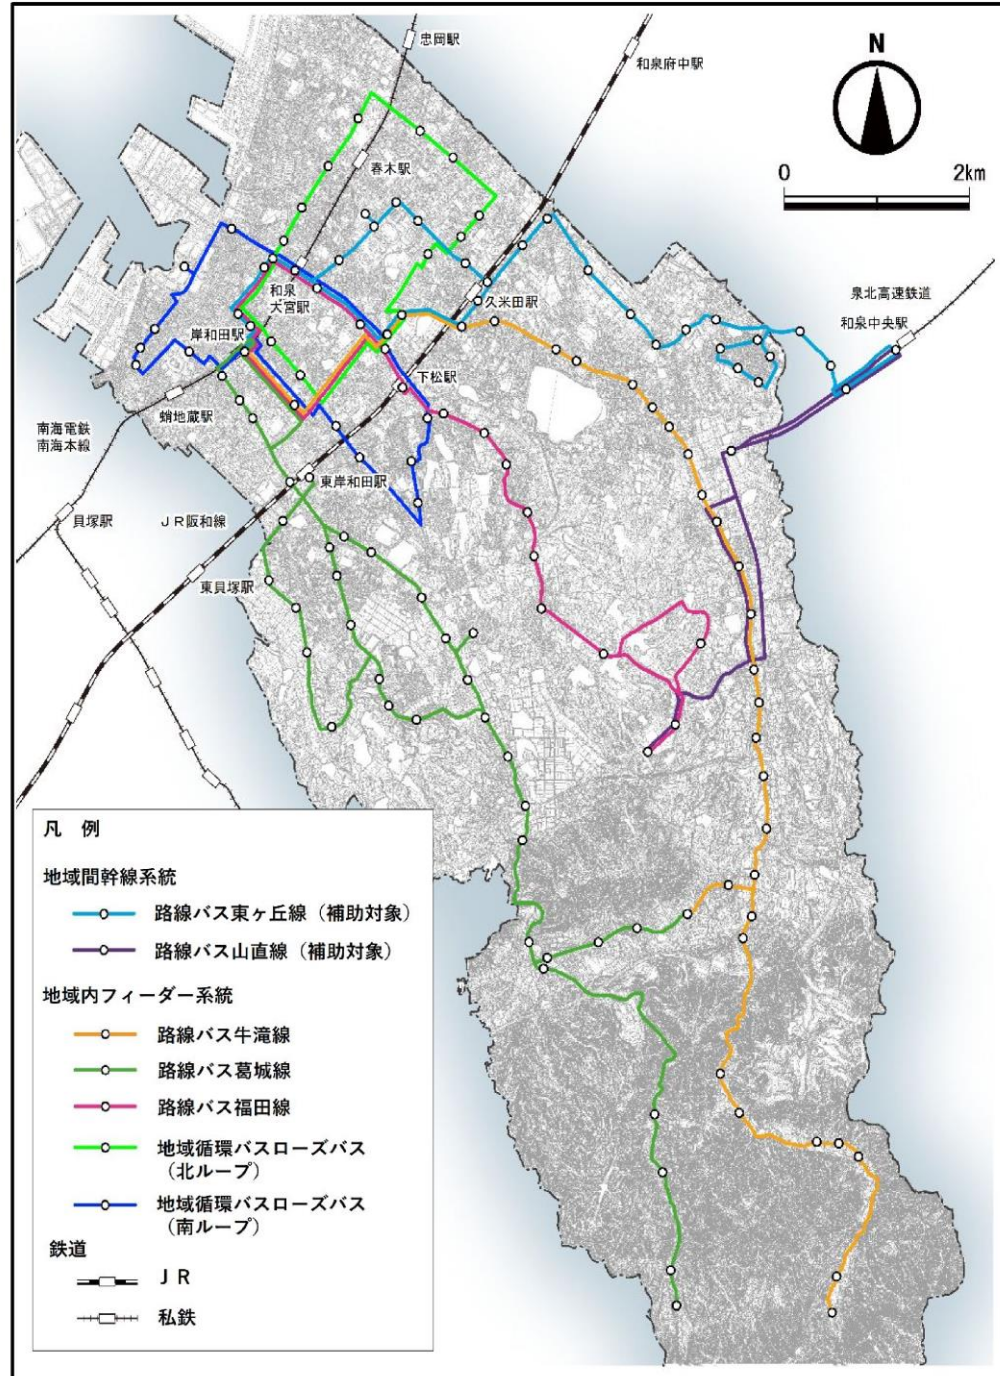 忠岡駅
和泉府中駅
N
0 2km
春木駅
和泉
大宮駅
久米田駅
泉北高速鉄道
和泉中央駅
岸和田駅
下松駅
蛸地蔵駅
南海電鉄
南海本線
東岸和田駅
貝塚駅
JR阪和線
東貝塚駅
凡 例
地域間幹線系統
路線バス東ヶ丘線（補助対象）
路線バス山直線（補助対象）
地域内フィーダー系統
路線バス牛滝線
路線バス葛城線
路線バス福田線
地域循環バスローズバス
（北ループ）
地域循環バスローズバス
（南ループ）
鉄道
JR
私鉄